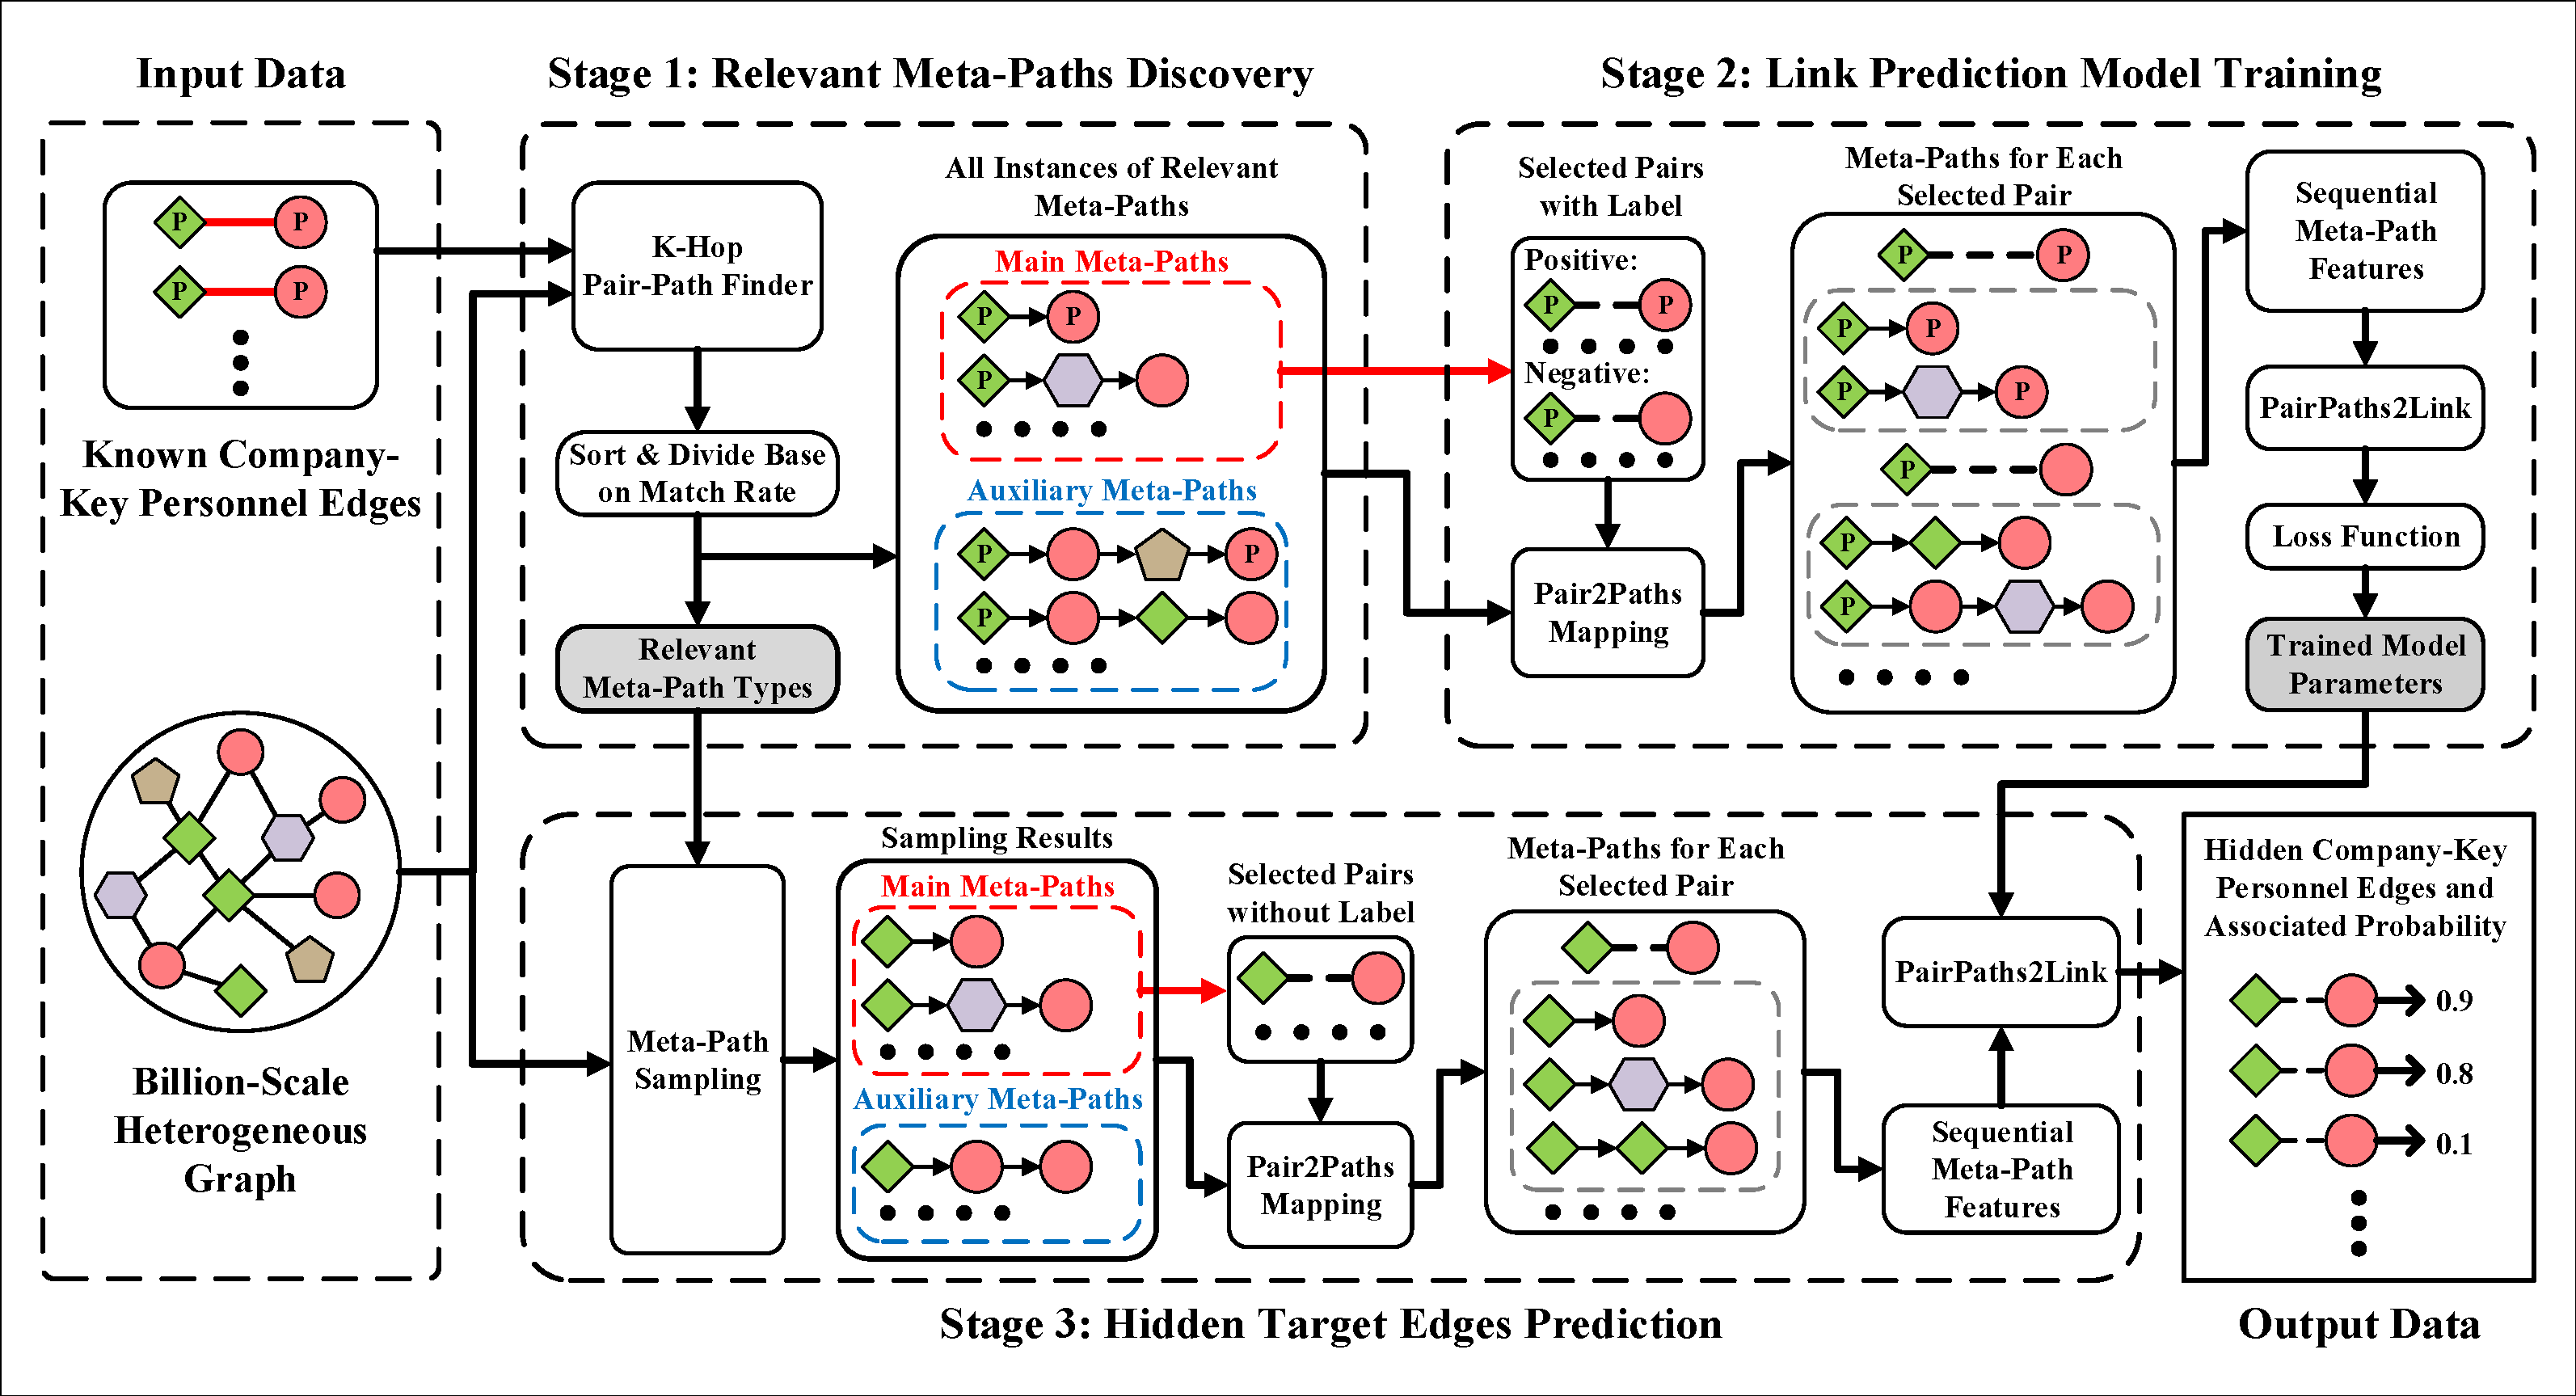 Input Data
P P
P P
Known Company-
Key Personnel Edges
Billion-Scale
Heterogeneous
Graph
Stage 1: Relevant Meta-Paths Discovery
K-Hop
Pair-Path Finder
Sort & Divide Base
on Match Rate
Relevant
Meta-Path Types
All Instances of Relevant
Meta-Paths
Main Meta-Paths
P P
P
Auxiliary Meta-Paths
P P
P
Stage 2: Link Prediction Model Training
Selected Pairs
with Label
Positive:
P P
Negative:
P
Pair2Paths
Mapping
Meta-Paths for Each
Selected Pair
P P
P P
P P
P
P
P
Sequential
Meta-Path
Features
PairPaths2Link
Loss Function
Trained Model
Parameters
Meta-Path
Sampling
Sampling Results
Main Meta-Paths
Auxiliary Meta-Paths
Selected Pairs
without Label
Pair2Paths
Mapping
Meta-Paths for Each
Selected Pair
PairPaths2Link
Sequential
Meta-Path
Features
Stage 3: Hidden Target Edges Prediction
Hidden Company-Key
Personnel Edges and
Associated Probability
0.9
0.8
0.1
Output Data